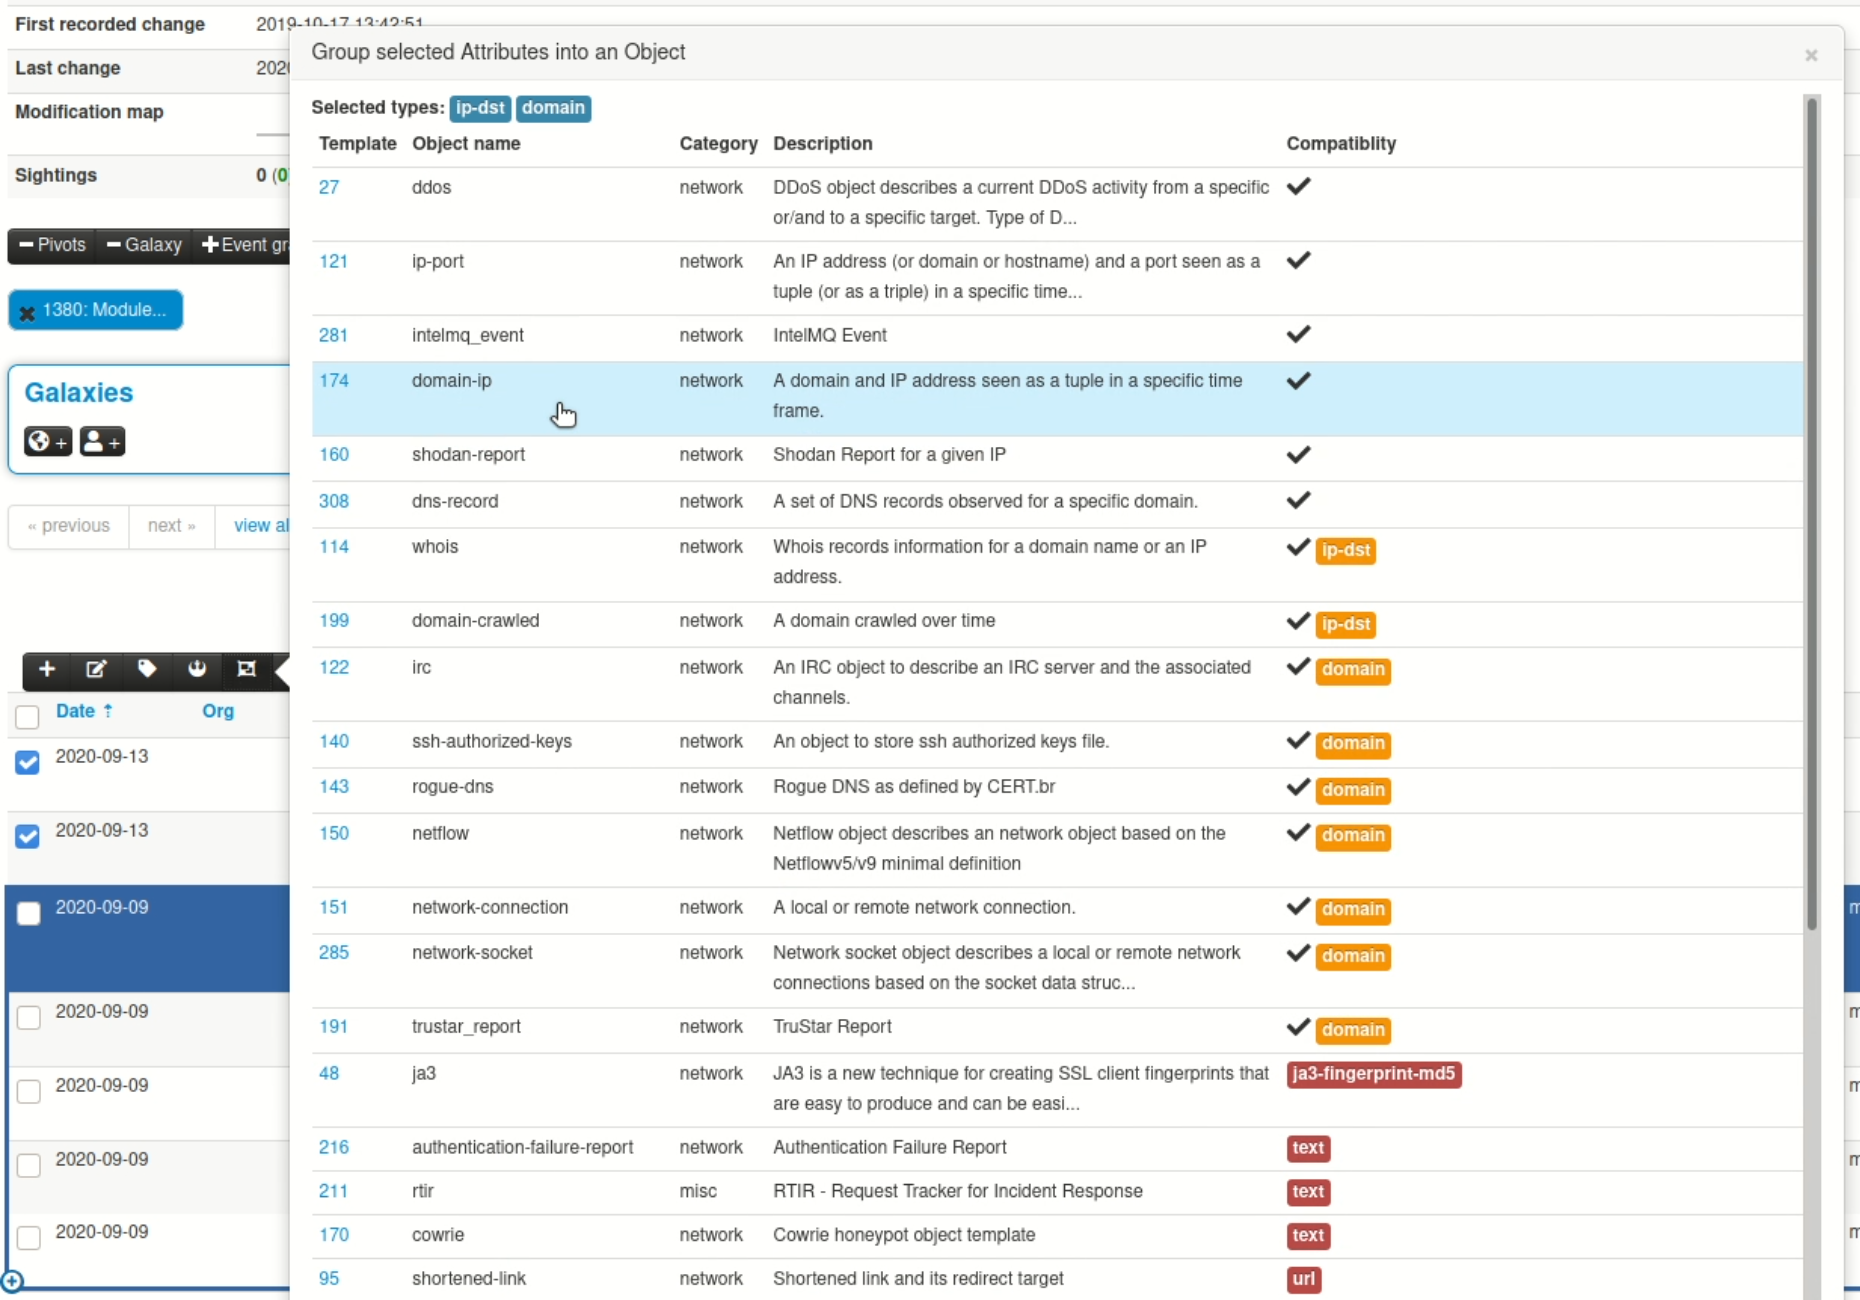 First recorded change 2019-10-17 13:42:51
Last change 202
Modification map
Sightings 0 (0
Pivots Galaxy Event gr
1380: Module...
Galaxies
+ +
« previous next » view al
Date ↑ Org
2020-09-13
2020-09-13
2020-09-09
2020-09-09
2020-09-09
2020-09-09
2020-09-09
Group selected Attributes into an Object ×
Selected types: ip-dst domain
Template Object name Category Description Compatiblity
27 ddos network DDoS object describes a current DDoS activity from a specific ✔
or/and to a specific target. Type of D...
121 ip-port network An IP address (or domain or hostname) and a port seen as a ✔
tuple (or as a triple) in a specific time...
281 intelmq_event network IntelMQ Event ✔
174 domain-ip network A domain and IP address seen as a tuple in a specific time ✔
frame.
160 shodan-report network Shodan Report for a given IP ✔
308 dns-record network A set of DNS records observed for a specific domain. ✔
114 whois network Whois records information for a domain name or an IP ✔ ip-dst
address.
199 domain-crawled network A domain crawled over time ✔ ip-dst
122 irc network An IRC object to describe an IRC server and the associated ✔ domain
channels.
140 ssh-authorized-keys network An object to store ssh authorized keys file. ✔ domain
143 rogue-dns network Rogue DNS as defined by CERT.br ✔ domain
150 netflow network Netflow object describes an network object based on the ✔ domain
Netflowv5/v9 minimal definition
151 network-connection network A local or remote network connection. ✔ domain
285 network-socket network Network socket object describes a local or remote network ✔ domain
connections based on the socket data struc...
191 trustar_report network TruStar Report ✔ domain
48 ja3 network JA3 is a new technique for creating SSL client fingerprints that ja3-fingerprint-md5
are easy to produce and can be easi...
216 authentication-failure-report network Authentication Failure Report text
211 rtir misc RTIR - Request Tracker for Incident Response text
170 cowrie network Cowrie honeypot object template text
95 shortened-link network Shortened link and its redirect target url